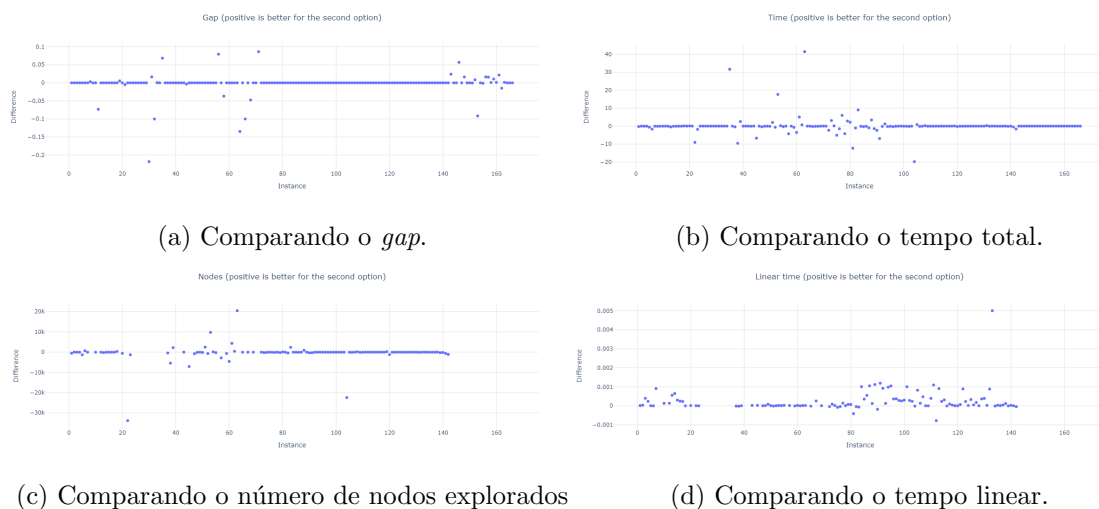 Gap (positive is better for the second option)
0.1
0.05
0
−0.05
−0.1
−0.15
−0.2
Difference
0 20 40 60 80 100 120 140 160
Instance
(a) Comparando o gap.
Time (positive is better for the second option)
40
30
20
10
0
−10
−20
Difference
0 20 40 60 80 100 120 140 160
Instance
(b) Comparando o tempo total.
Nodes (positive is better for the second option)
20k
10k
0
−10k
−20k
−30k
Difference
0 20 40 60 80 100 120 140 160
Instance
(c) Comparando o número de nodos explorados
Linear time (positive is better for the second option)
0.005
0.004
0.003
0.002
0.001
0
−0.001
Difference
0 20 40 60 80 100 120 140 160
Instance
(d) Comparando o tempo linear.